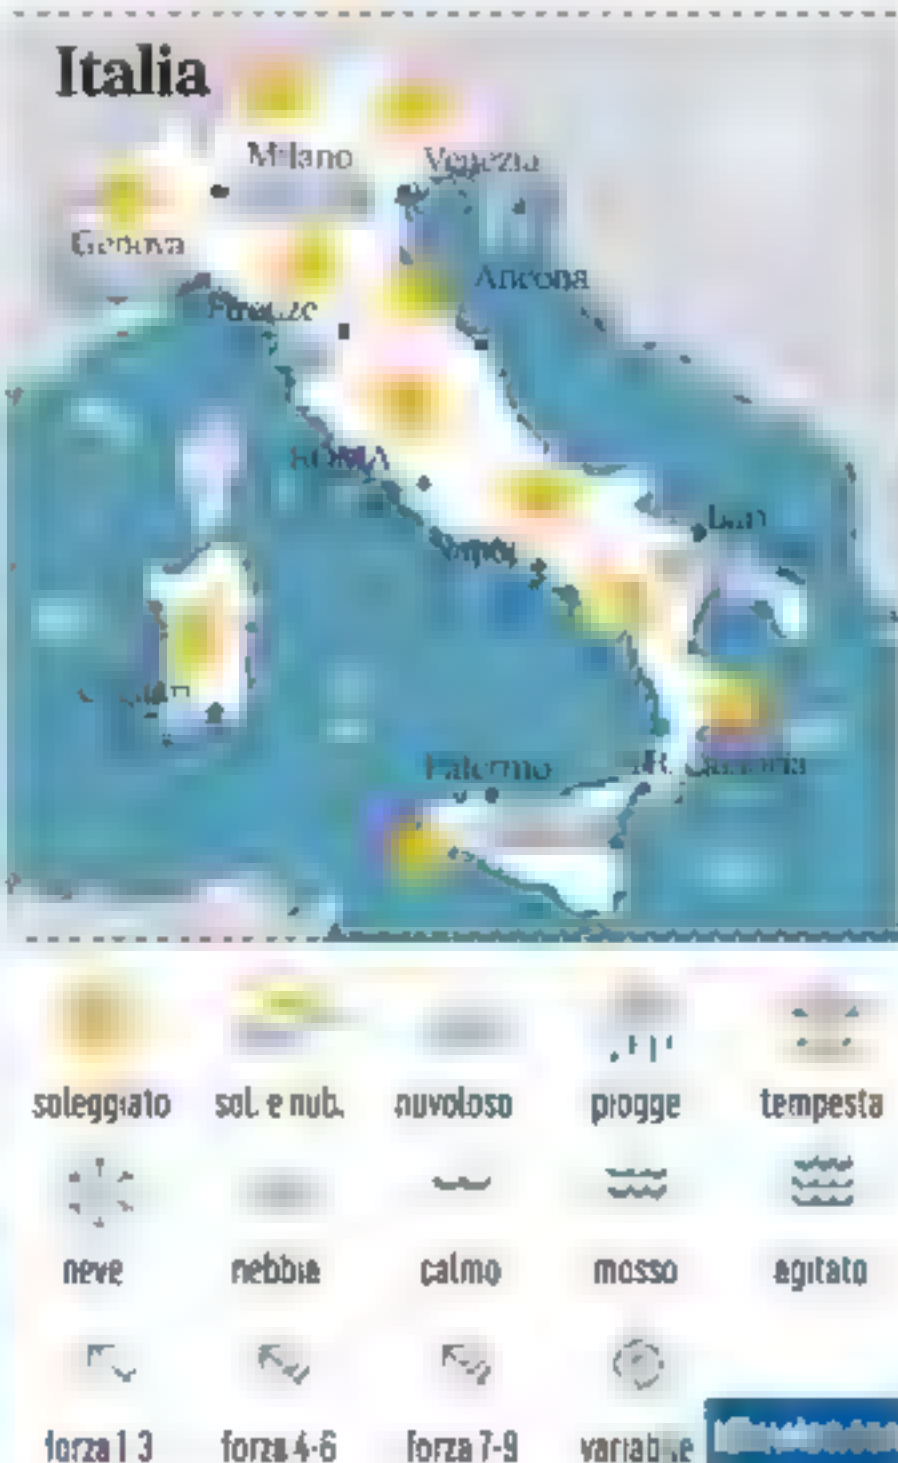 Italia
Milano
Venezia
Genova
Ancona
Firenze
ROMA
Napoli
Bari
Palermo
R. Calabria
soleggiato
sol. e nub.
nuvoloso
piogge
tempesta
neve
nebbia
calmo
mosso
agitato
forza 1-3
forza 4-6
forza 7-9
variabile